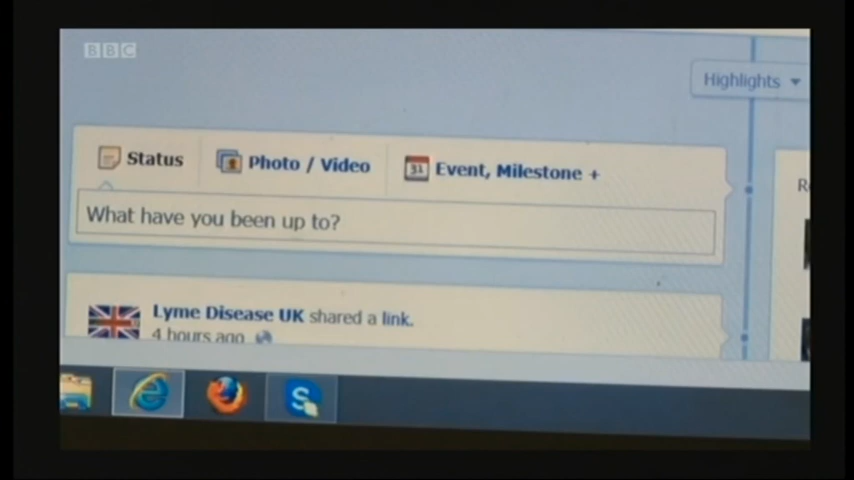 BBC
Highlights
Status
Photo / Video
31
Event, Milestone +
What have you been up to?
Lyme Disease UK shared a link.
4 hours ago